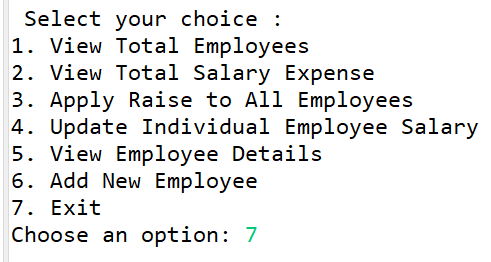 Select your choice :
1. View Total Employees
2. View Total Salary Expense
3. Apply Raise to All Employees
4. Update Individual Employee Salary
5. View Employee Details
6. Add New Employee
7. Exit
Choose an option: 7